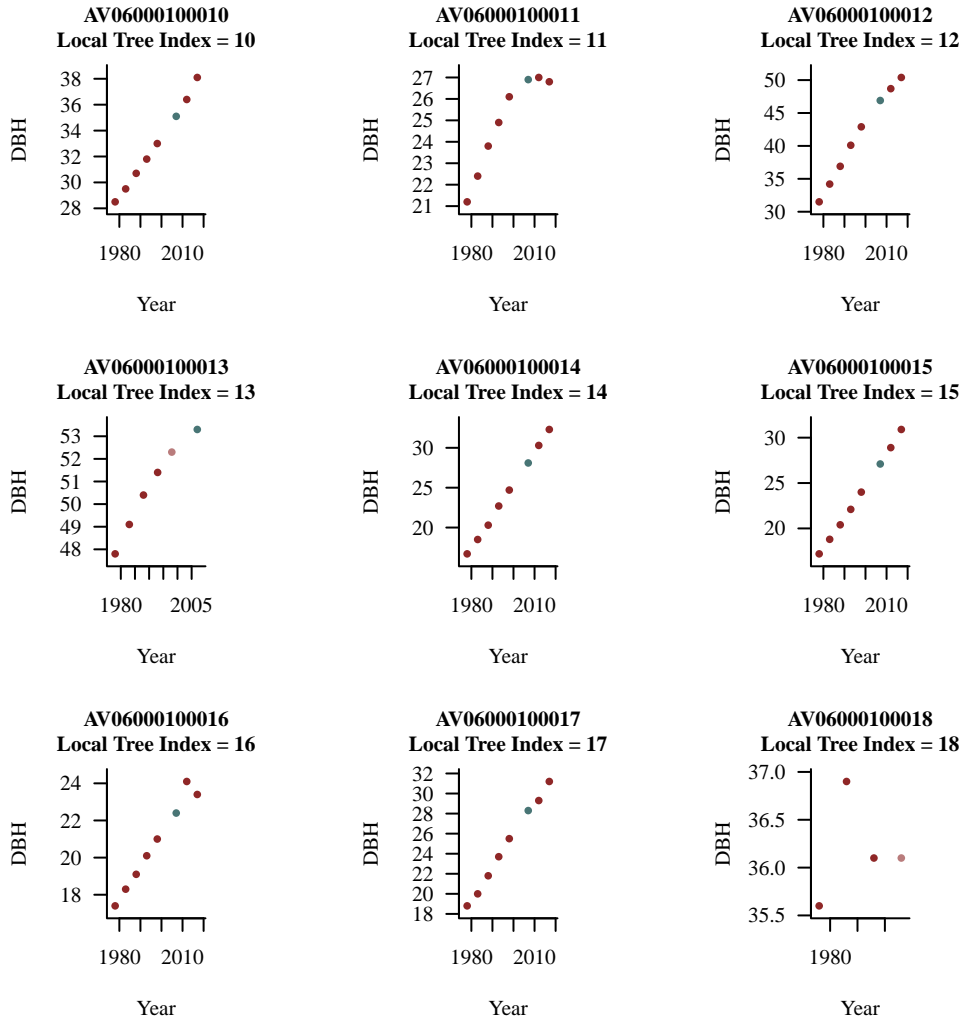 AV06000100010
Local Tree Index = 10
DBH
38
36
34
32
30
28
1980 2010
Year
AV06000100011
Local Tree Index = 11
DBH
27
26
25
24
23
22
21
1980 2010
Year
AV06000100012
Local Tree Index = 12
DBH
50
45
40
35
30
1980 2010
Year
AV06000100013
Local Tree Index = 13
DBH
53
52
51
50
49
48
1980 2005
Year
AV06000100014
Local Tree Index = 14
DBH
30
25
20
1980 2010
Year
AV06000100015
Local Tree Index = 15
DBH
30
25
20
1980 2010
Year
AV06000100016
Local Tree Index = 16
DBH
24
22
20
18
1980 2010
Year
AV06000100017
Local Tree Index = 17
DBH
32
30
28
26
24
22
20
18
1980 2010
Year
AV06000100018
Local Tree Index = 18
DBH
37.0
36.5
36.0
35.5
1980
Year